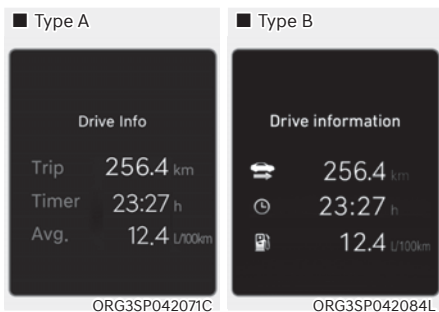 ■ Type A
Drive Info
Trip 256.4 km
Timer 23:27 h
Avg. 12.4 L/100km
ORG3SP042071C
■ Type B
Drive information
256.4 km
23:27 h
12.4 L/100km
ORG3SP042084L